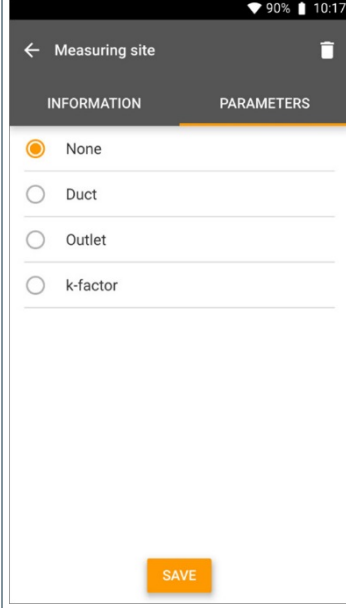 90% 10:17
Measuring site
INFORMATION PARAMETERS
None
Duct
Outlet
k-factor
SAVE